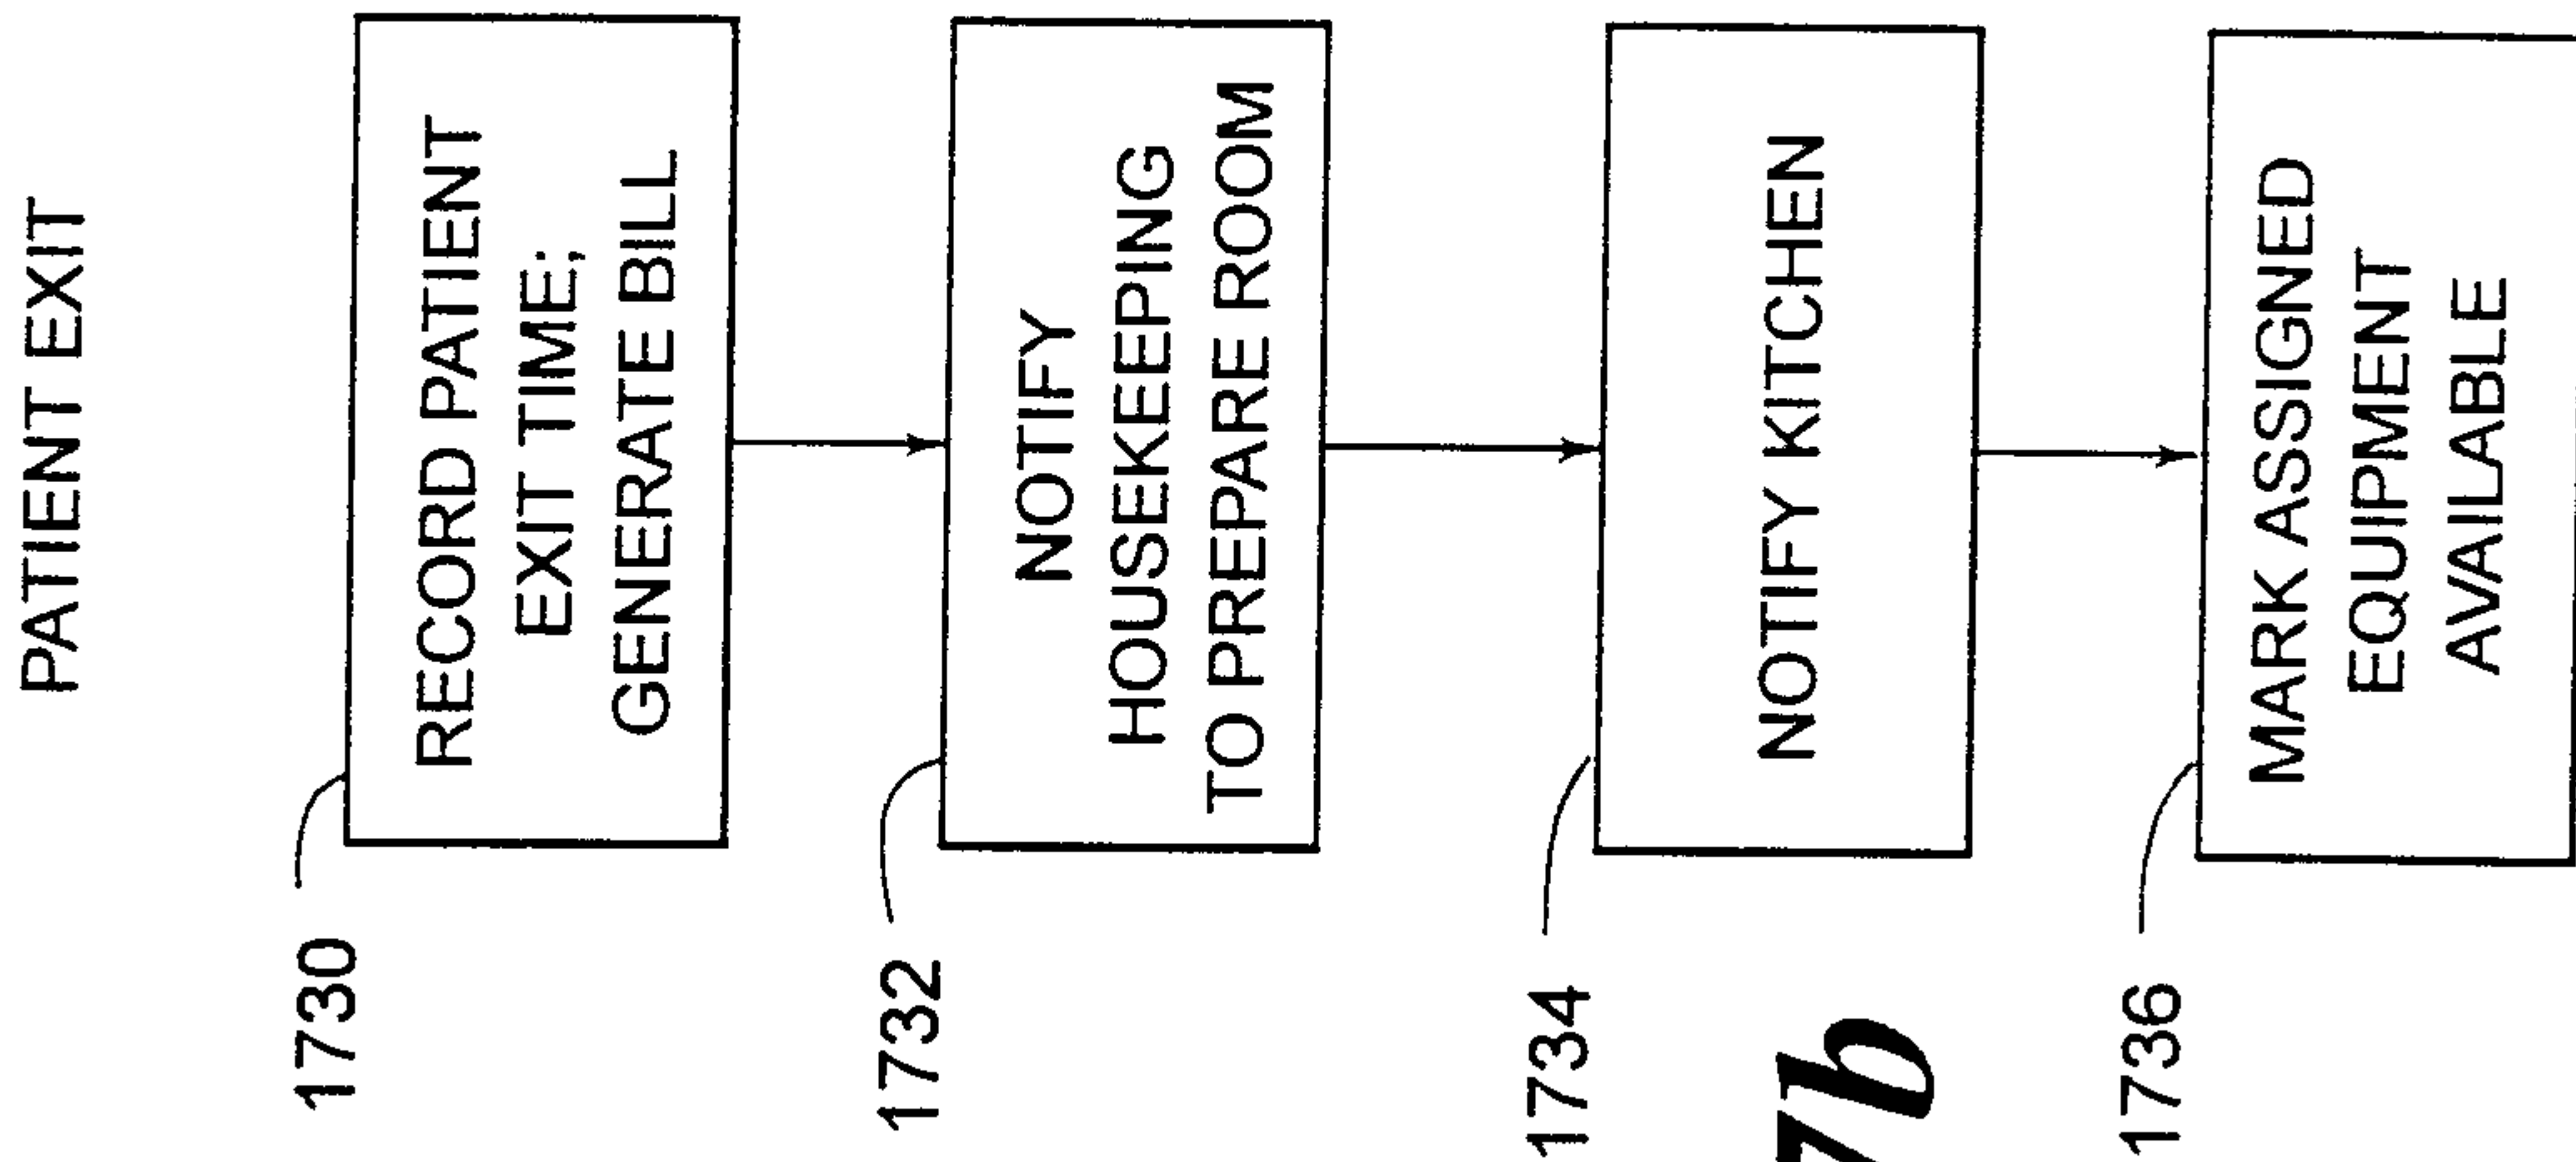 PATIENT EXIT
1730
RECORD PATIENT
EXIT TIME;
GENERATE BILL
1732
NOTIFY
HOUSEKEEPING
TO PREPARE ROOM
1734
NOTIFY KITCHEN
7b
1736
MARK ASSIGNED
EQUIPMENT
AVAILABLE